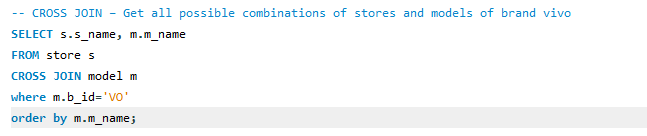 -- CROSS JOIN – Get all possible combinations of stores and models of brand vivo
SELECT s.s_name, m.m_name
FROM store s
CROSS JOIN model m
where m.b_id='VO'
order by m.m_name;